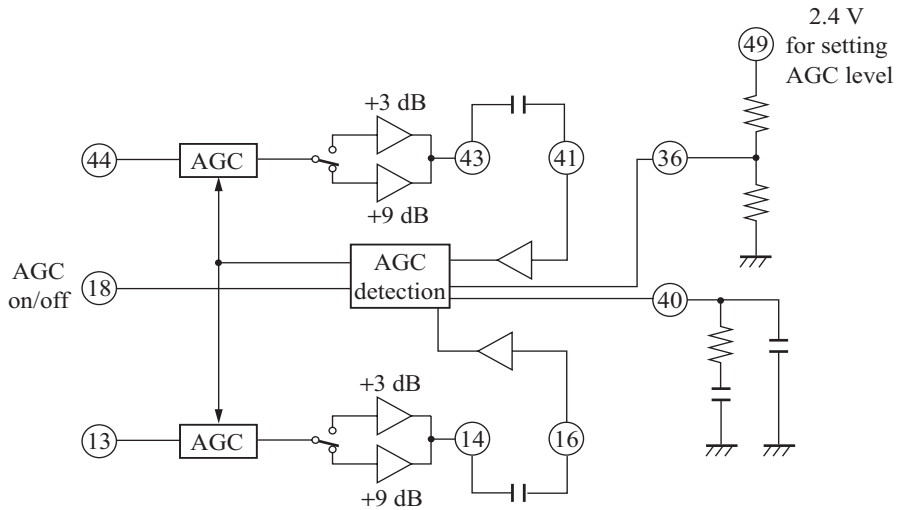 2.4 V
49
for setting
AGC level
+3 dB
44
AGC
43
41
36
+9 dB
AGC
on/off
18
AGC
detection
40
+3 dB
13
AGC
14
16
+9 dB